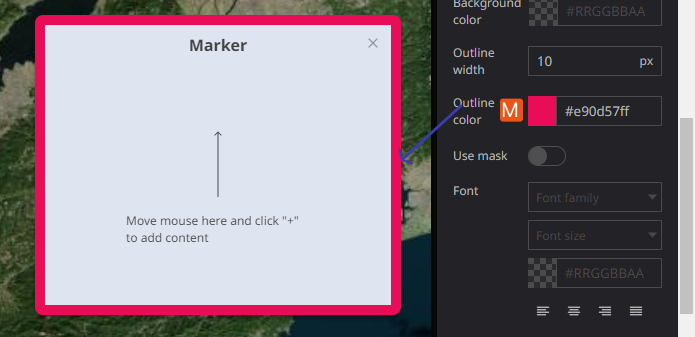 Marker
Move mouse here and click "+"
to add content
Background
color
#RRGGBBAA
Outline
width
10
px
Outline
color
M
#e90d57ff
Use mask
Font
Font family
Font size
#RRGGBBAA